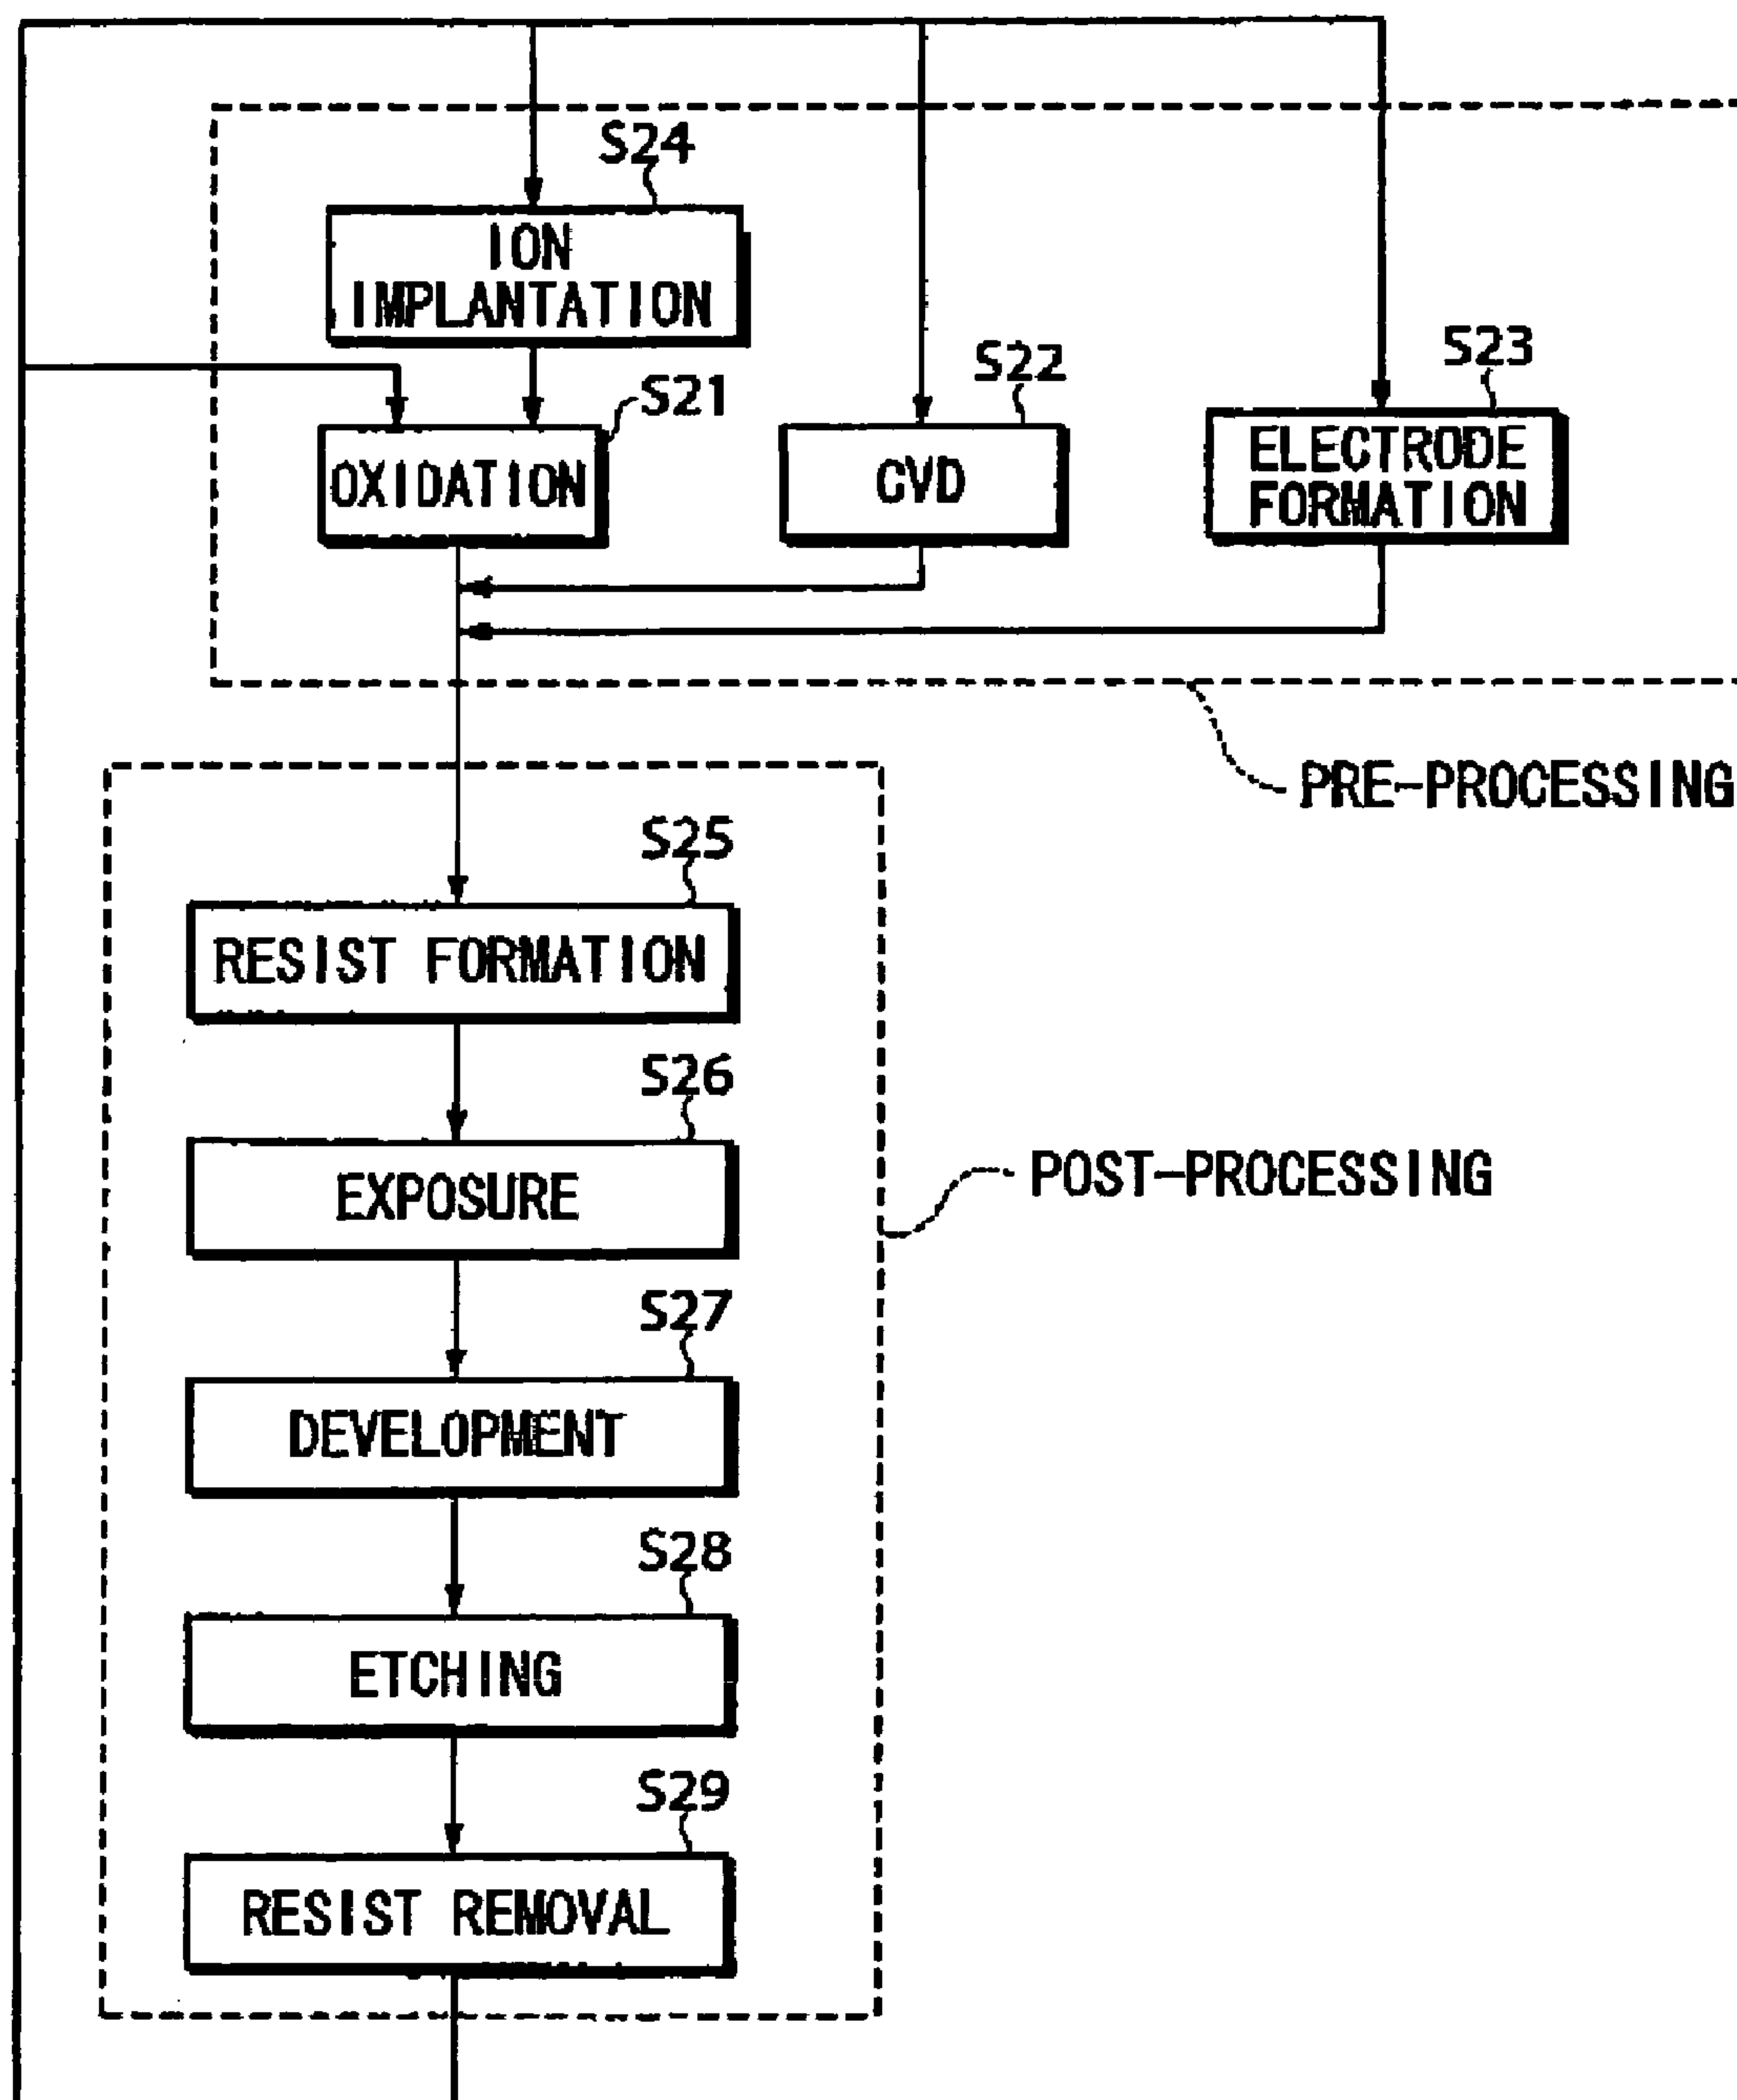 S24
ION
IMPLANTATION
S21
OXIDATION
S22
CVD
S23
ELECTRODE
FORMATION
PRE-PROCESSING
S25
RESIST FORMATION
S26
EXPOSURE
POST-PROCESSING
S27
DEVELOPMENT
S28
ETCHING
S29
RESIST REMOVAL